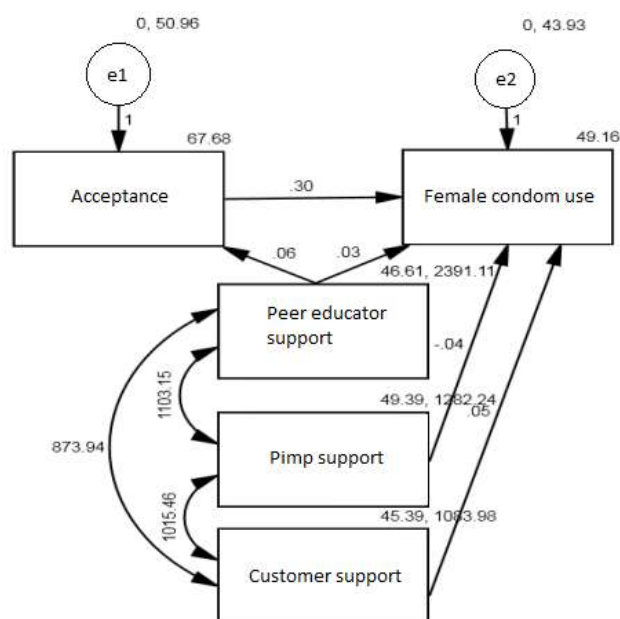 0, 50.96
0, 43.93
e1
e2
1
1
67.68
49.16
Acceptance
.30
Female condom use
.06
.03
46.61, 2391.11
Peer educator
support
-.04
1103.15
49.39, 1282.24
.05
873.94
Pimp support
1015.46
45.39, 1083.98
Customer support